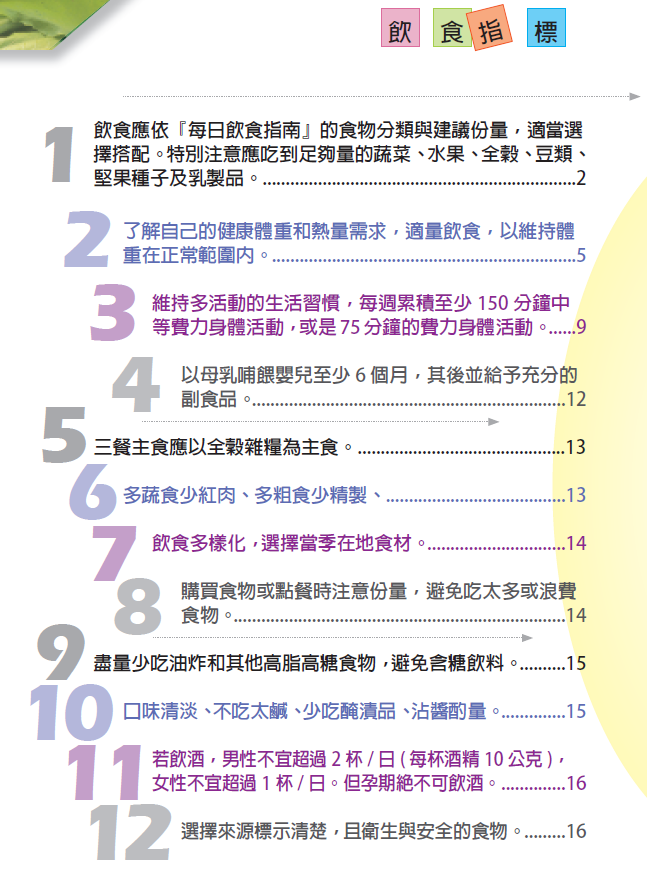 飲食指標
1
飲食應依『每日飲食指南』的食物分類與建議份量，適當選
擇搭配。特別注意應吃到足夠量的蔬菜、水果、全穀、豆類、
堅果種子及乳製品。....................................................................2
2
了解自己的健康體重和熱量需求，適量飲食，以維持體
重在正常範圍內。..................................................................5
3
維持多活動的生活習慣，每週累積至少 150 分鐘中
等費力身體活動，或是 75 分鐘的費力身體活動。......9
4
以母乳哺餵嬰兒至少 6 個月，其後並給予充分的
副食品。....................................................................12
5
三餐主食應以全穀雜糧為主食。.............................................13
6
多蔬食少紅肉、多粗食少精製、.......................................13
7
飲食多樣化，選擇當季在地食材。..............................14
8
購買食物或點餐時注意份量，避免吃太多或浪費
食物。........................................................................14
9
盡量少吃油炸和其他高脂高糖食物，避免含糖飲料。..........15
10
口味清淡、不吃太鹹、少吃醃漬品、沾醬酌量。..............15
11
若飲酒，男性不宜超過 2 杯 / 日 ( 每杯酒精 10 公克 )，
女性不宜超過 1 杯 / 日。但孕期絕不可飲酒。..............16
12
選擇來源標示清楚，且衛生與安全的食物。.........16